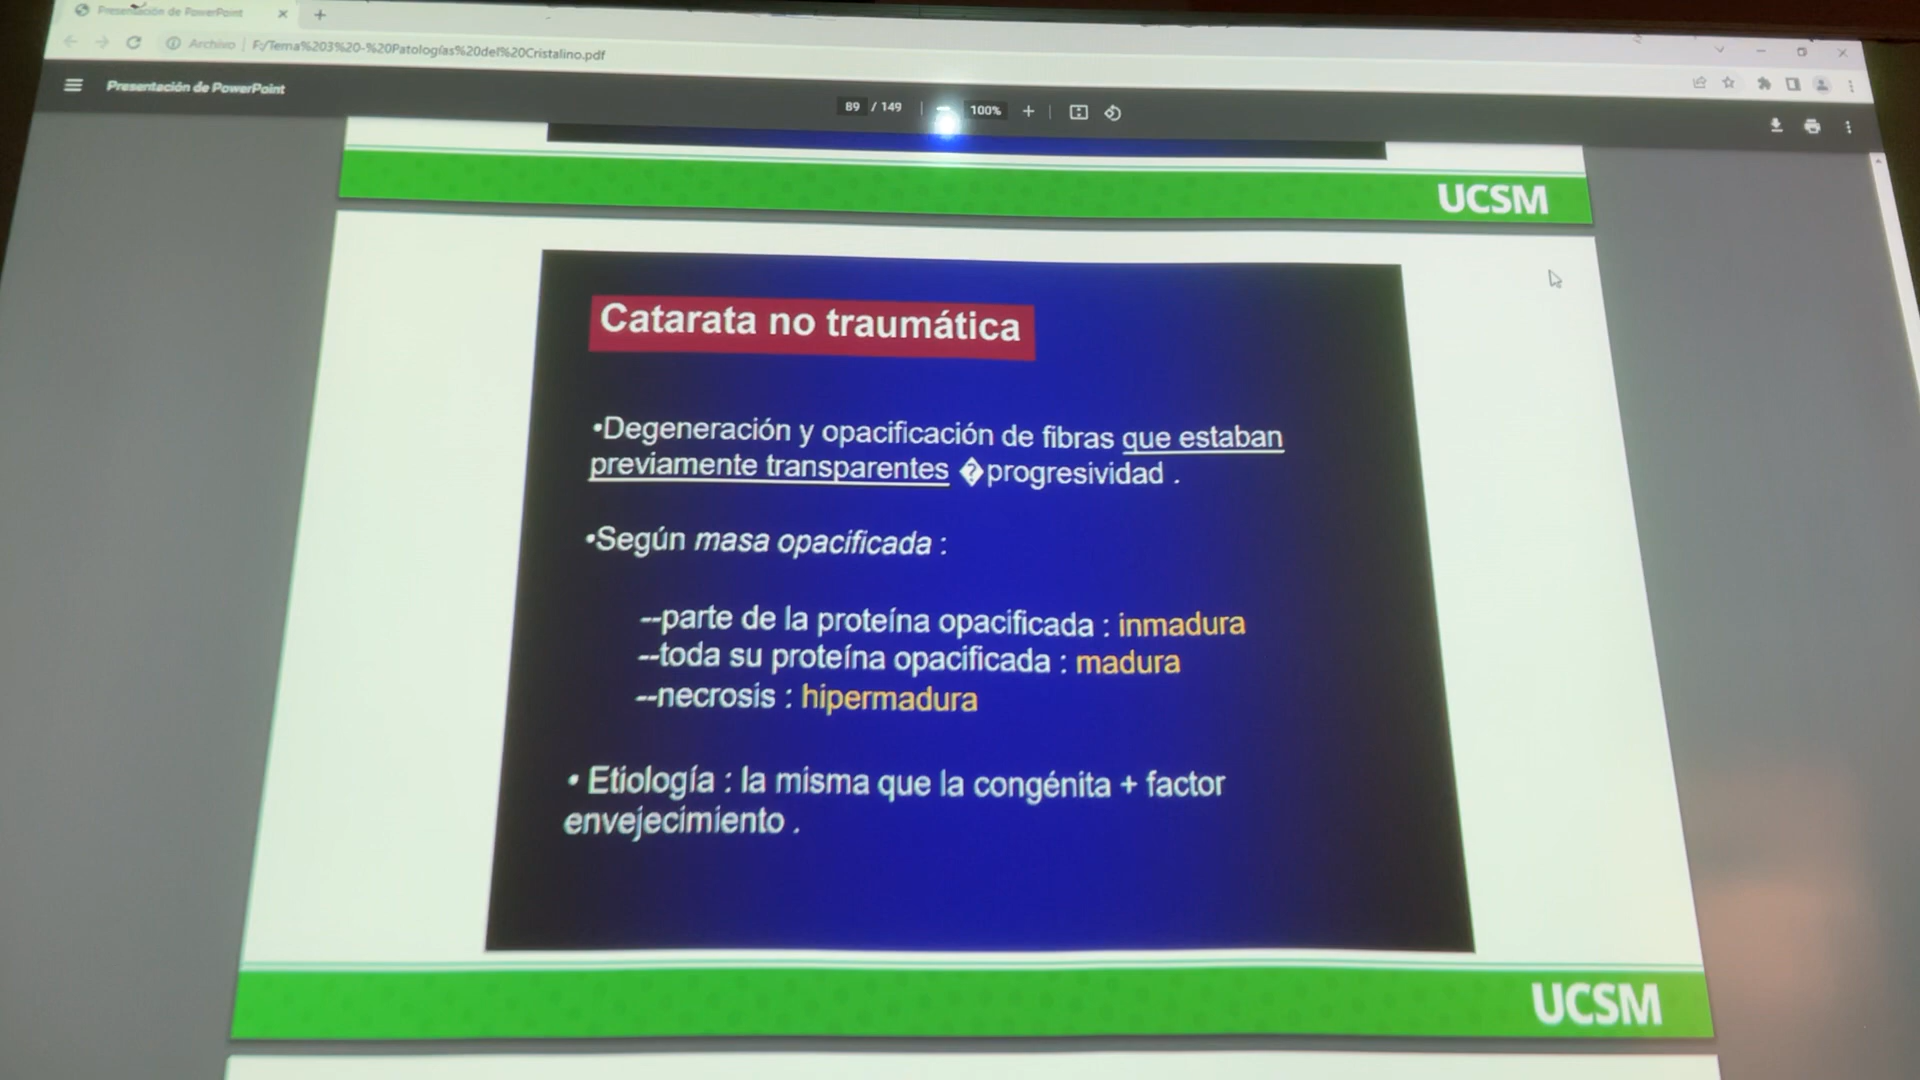 Presentación de PowerPoint
Archivo F:/Tema%203%20-%20Patologías%20del%20Cristalino.pdf
Presentación de PowerPoint
89 / 149
100%
UCSM
Catarata no traumática
•Degeneración y opacificación de fibras que estaban
previamente transparentes �progresividad .
•Según masa opacificada :
--parte de la proteína opacificada : inmadura
--toda su proteína opacificada : madura
--necrosis : hipermadura
• Etiología : la misma que la congénita + factor
envejecimiento .
UCSM